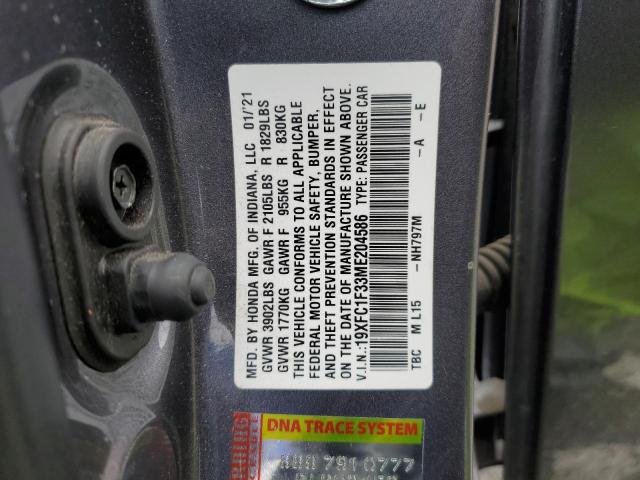 MFD. BY HONDA MFG. OF INDIANA, LLC 01/'21
GVWR 3902LBS GAWR F 2105LBS R 1829LBS
GVWR 1770KG GAWR F 955KG R 830KG
THIS VEHICLE CONFORMS TO ALL APPLICABLE
FEDERAL MOTOR VEHICLE SAFETY, BUMPER,
AND THEFT PREVENTION STANDARDS IN EFFECT
ON THE DATE OF MANUFACTURE SHOWN ABOVE.
V.I.N.:19XFC1F33ME204586 TYPE: PASSENGER CAR
TBC M L15 - NH797M - A - E
DNA TRACE SYSTEM